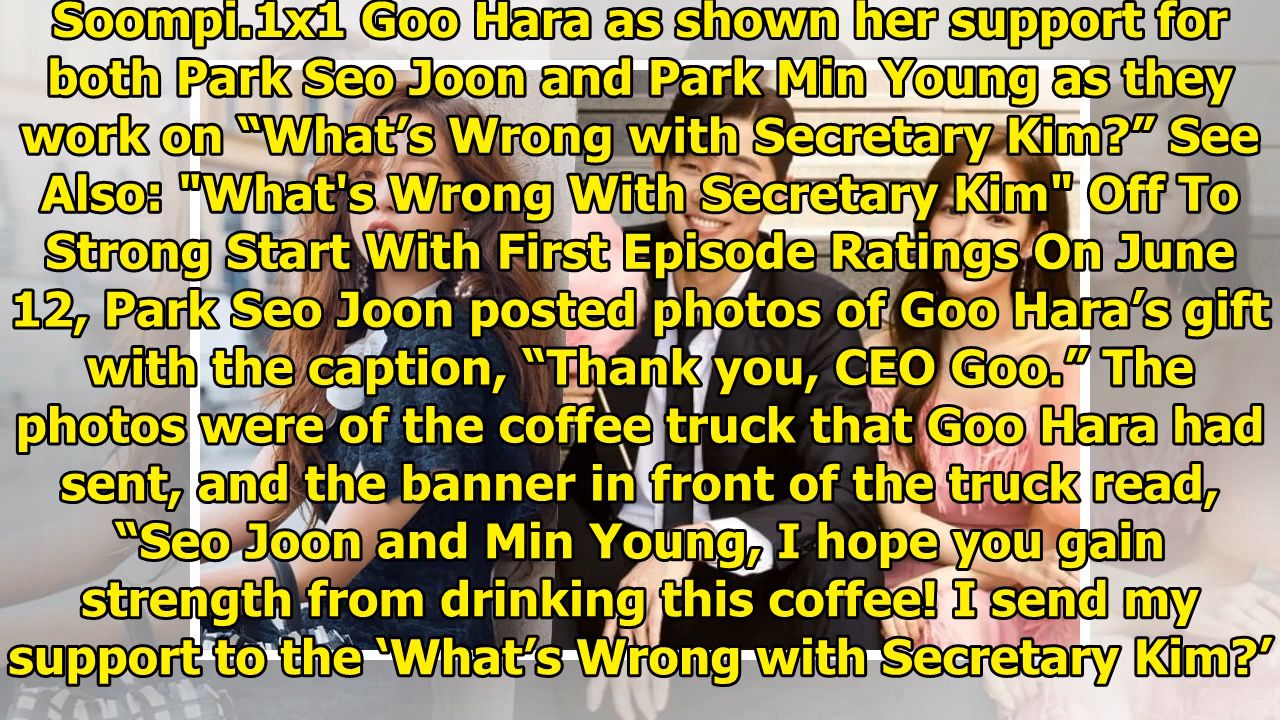 Soompi.1x1 Goo Hara as shown her support for
both Park Seo Joon and Park Min Young as they
work on “What’s Wrong with Secretary Kim?” See
Also: "What's Wrong With Secretary Kim" Off To
Strong Start With First Episode Ratings On June
12, Park Seo Joon posted photos of Goo Hara’s gift
with the caption, “Thank you, CEO Goo.” The
photos were of the coffee truck that Goo Hara had
sent, and the banner in front of the truck read,
“Seo Joon and Min Young, I hope you gain
strength from drinking this coffee! I send my
support to the ‘What’s Wrong with Secretary Kim?’